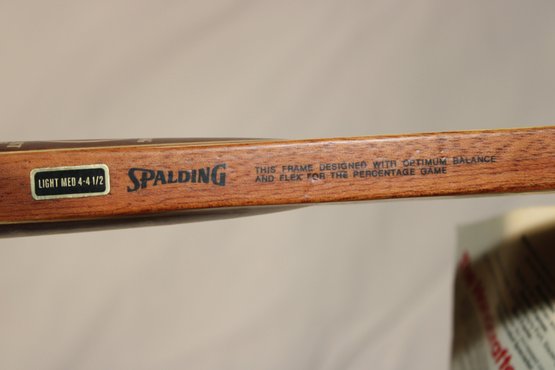 LIGHT MED 4-4 1/2
SPALDING
THIS FRAME DESIGNED WITH OPTIMUM BALANCE
AND FLEX FOR THE PERCENTAGE GAME